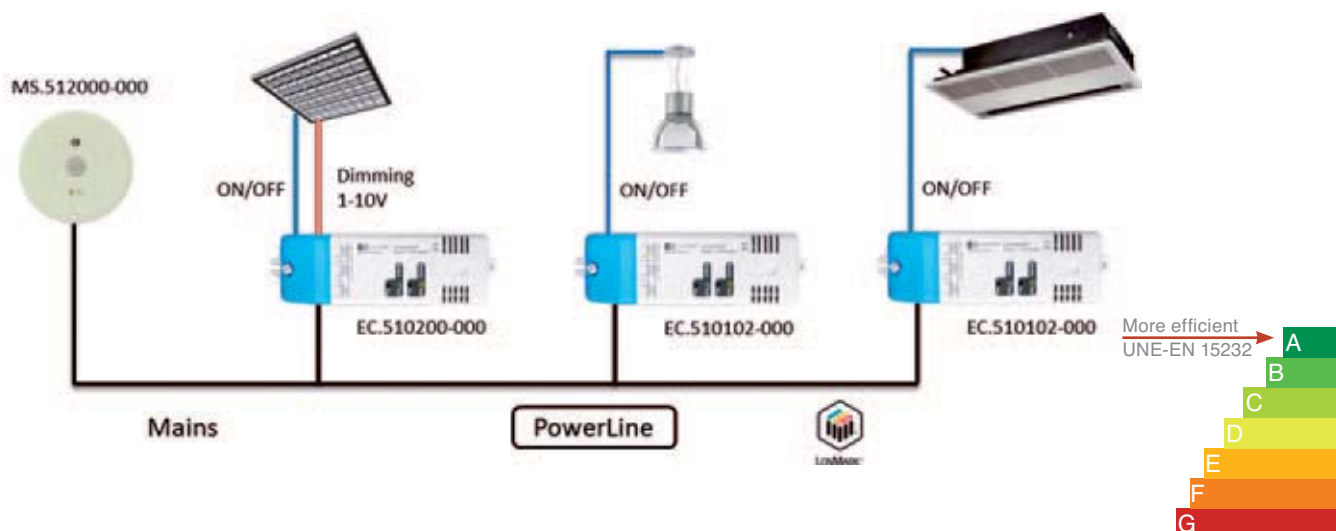 MS.512000-000
ON/OFF
Dimming
1-10V
ON/OFF
ON/OFF
EC.510200-000
EC.510102-000
EC.510102-000
More efficient
UNE-EN 15232
A
B
C
D
E
F
G
Mains
PowerLine
LonMark